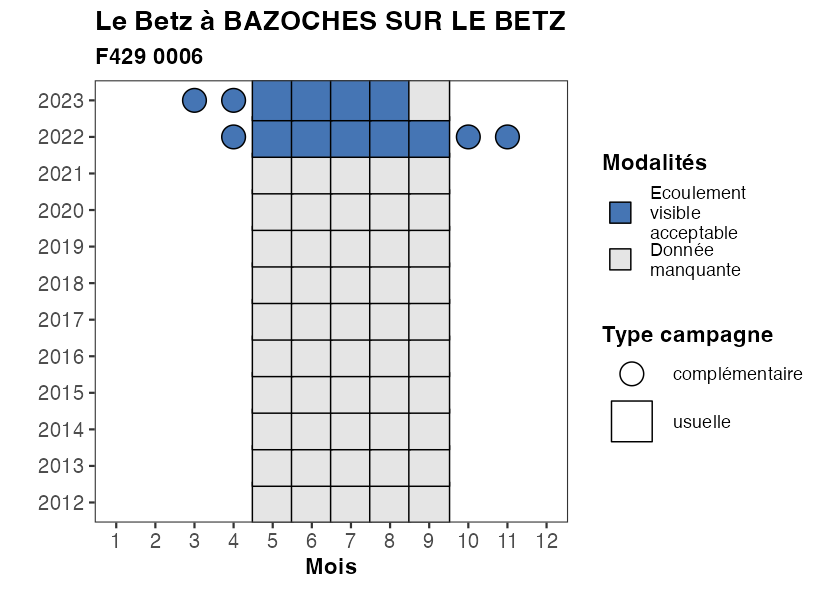 Le Betz à BAZOCHES SUR LE BETZ
F429 0006
2023
2022
2021
2020
2019
2018
2017
2016
2015
2014
2013
2012
1 2 3 4 5 6 7 8 9 10 11 12
Mois
Modalités
Ecoulement
visible
acceptable
Donnée
manquante
Type campagne
complémentaire
usuelle